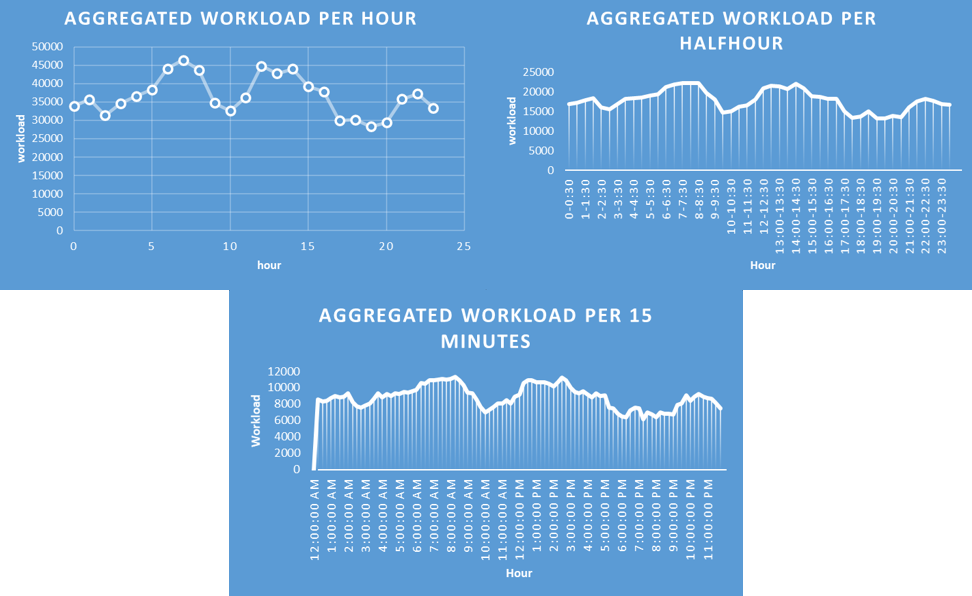 AGGREGATED WORKLOAD PER HOUR
50000
45000
40000
35000
30000
25000
20000
15000
10000
5000
0
workload
0 5 10 15 20 25
hour
AGGREGATED WORKLOAD PER
HALFHOUR
25000
20000
15000
10000
5000
0
workload
0-0:30
1-1:30
2-2:30
3-3:30
4-4:30
5-5:30
6-6:30
7-7:30
8-8:30
9-9:30
10-10:30
11-11:30
12-12:30
13:00-13:30
14:00-14:30
15:00-15:30
16:00-16:30
17:00-17:30
18:00-18:30
19:00-19:30
20:00-20:30
21:00-21:30
22:00-22:30
23:00-23:30
Hour
AGGREGATED WORKLOAD PER 15
MINUTES
12000
10000
8000
6000
4000
2000
0
Workload
12:00:00 AM
1:00:00 AM
2:00:00 AM
3:00:00 AM
4:00:00 AM
5:00:00 AM
6:00:00 AM
7:00:00 AM
8:00:00 AM
9:00:00 AM
10:00:00 AM
11:00:00 AM
12:00:00 PM
1:00:00 PM
2:00:00 PM
3:00:00 PM
4:00:00 PM
5:00:00 PM
6:00:00 PM
7:00:00 PM
8:00:00 PM
9:00:00 PM
10:00:00 PM
11:00:00 PM
Hour